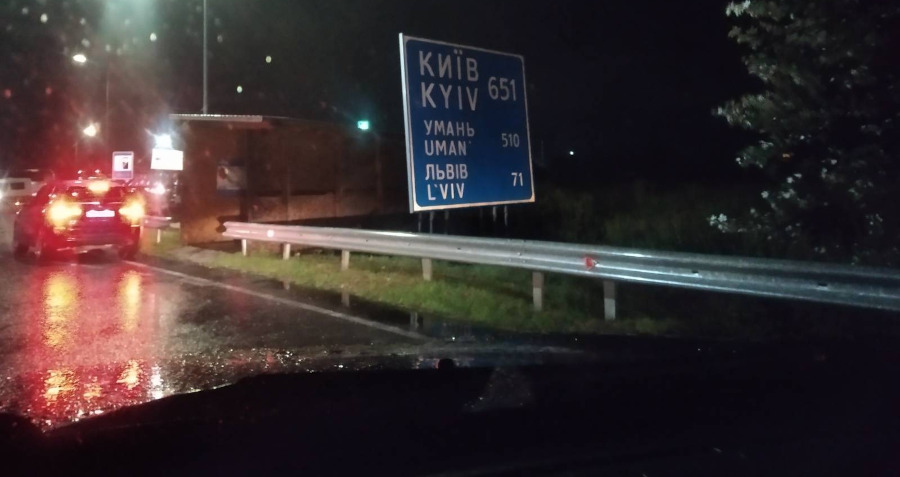 КИЇВ
KYIV 651
УМАНЬ
UMAN' 510
ЛЬВІВ
L'VIV 71